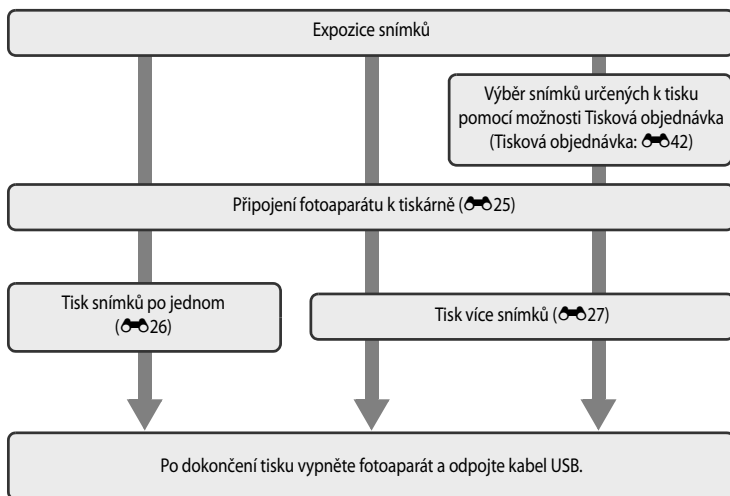 Expozice snímků
Výběr snímků určených k tisku
pomocí možnosti Tisková objednávka
(Tisková objednávka: 42)
Připojení fotoaparátu k tiskárně (25)
Tisk snímků po jednom
(26)
Tisk více snímků (27)
Po dokončení tisku vypněte fotoaparát a odpojte kabel USB.